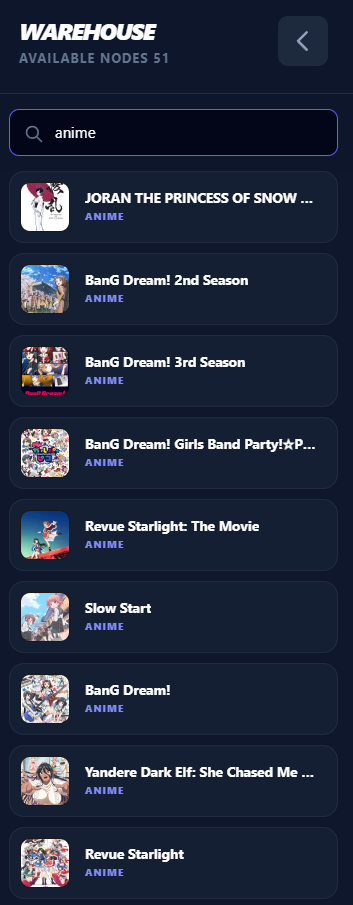 WAREHOUSE
AVAILABLE NODES 51
anime
JORAN THE PRINCESS OF SNOW ...
ANIME
BanG Dream! 2nd Season
ANIME
BanG Dream! 3rd Season
ANIME
BanG Dream! Girls Band Party!☆P...
ANIME
Revue Starlight: The Movie
ANIME
Slow Start
ANIME
BanG Dream!
ANIME
Yandere Dark Elf: She Chased Me ...
ANIME
Revue Starlight
ANIME